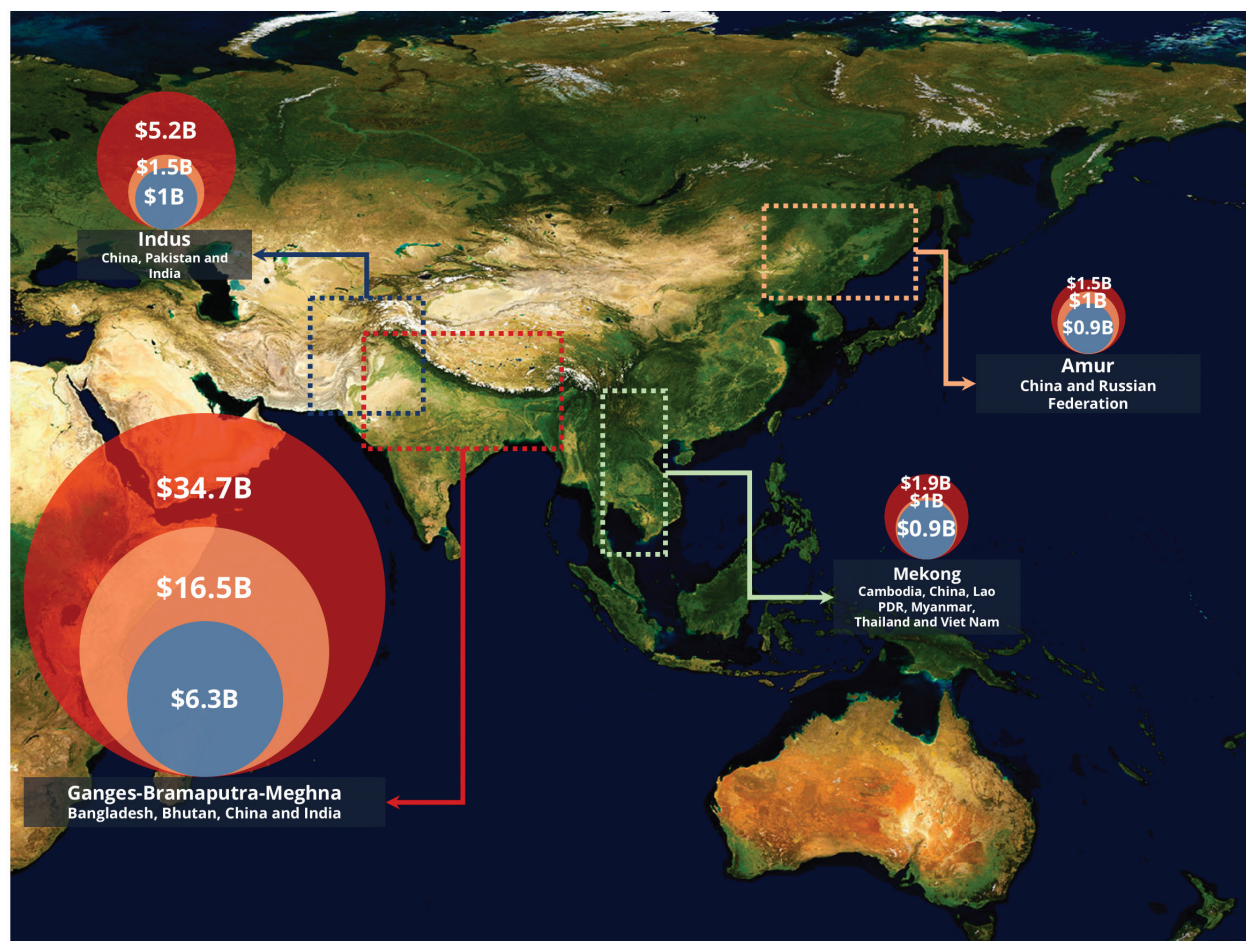 $5.2B
$1.5B
$1B
Indus
China, Pakistan and
India
$1.5B
$1B
$0.9B
Amur
China and Russian
Federation
$34.7B
$16.5B
$6.3B
Ganges-Bramaputra-Meghna
Bangladesh, Bhutan, China and India
$1.9B
$1B
$0.9B
Mekong
Cambodia, China, Lao
PDR, Myanmar,
Thailand and Viet Nam